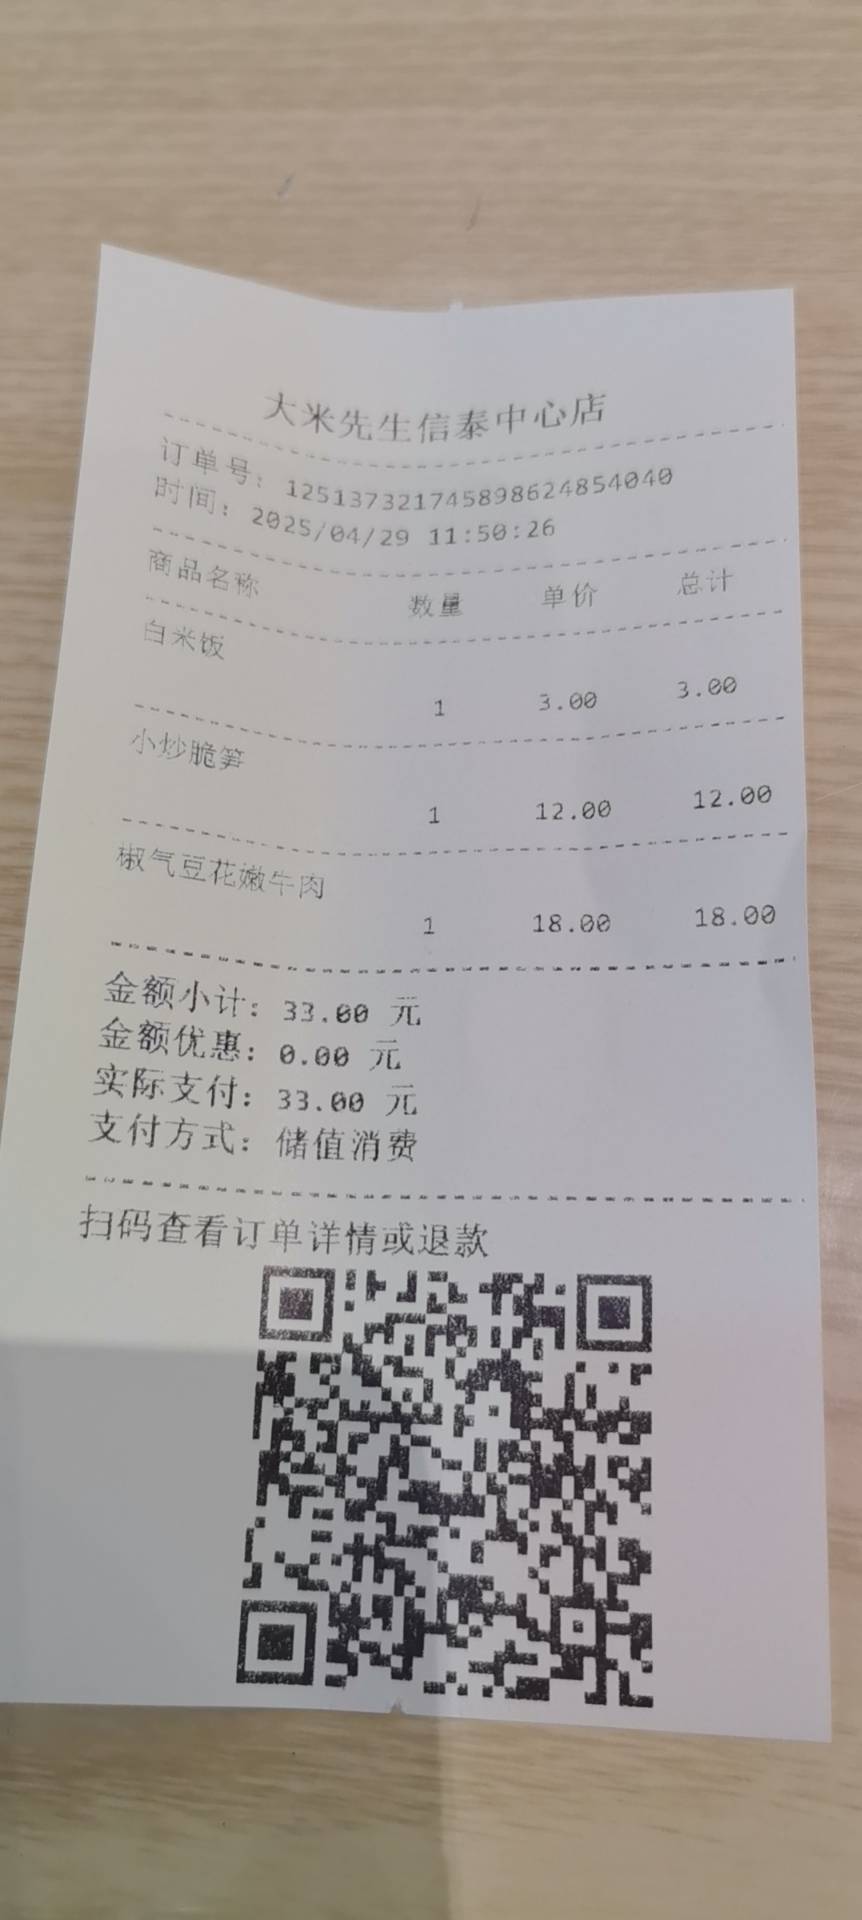 大米先生信泰中心店
订单号: 125137321745898624854040
时间: 2025/04/29 11:50:26
商品名称 数量 单价 总计
白米饭
1 3.00 3.00
小炒脆笋
1 12.00 12.00
椒气豆花嫩牛肉
1 18.00 18.00
金额小计: 33.00 元
金额优惠: 0.00 元
实际支付: 33.00 元
支付方式: 储值消费
扫码查看订单详情或退款